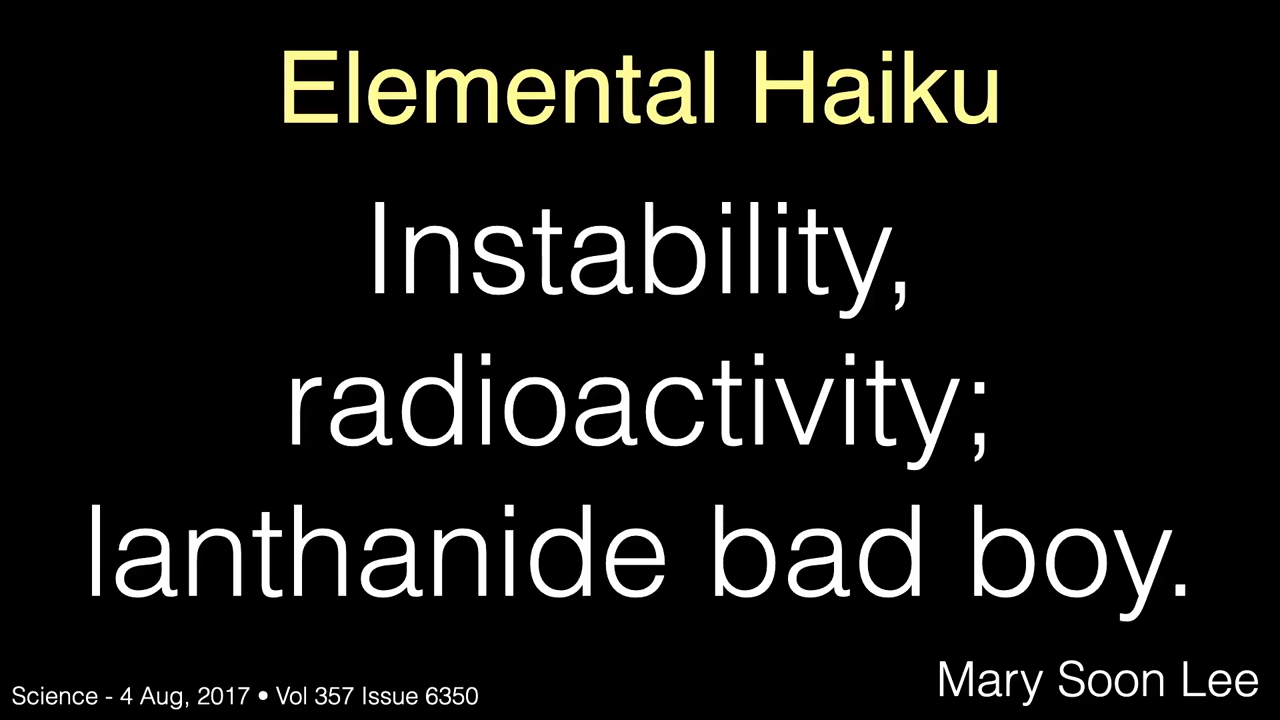 Elemental Haiku
Instability,
radioactivity;
lanthanide bad boy.
Mary Soon Lee
Science - 4 Aug, 2017 • Vol 357 Issue 6350